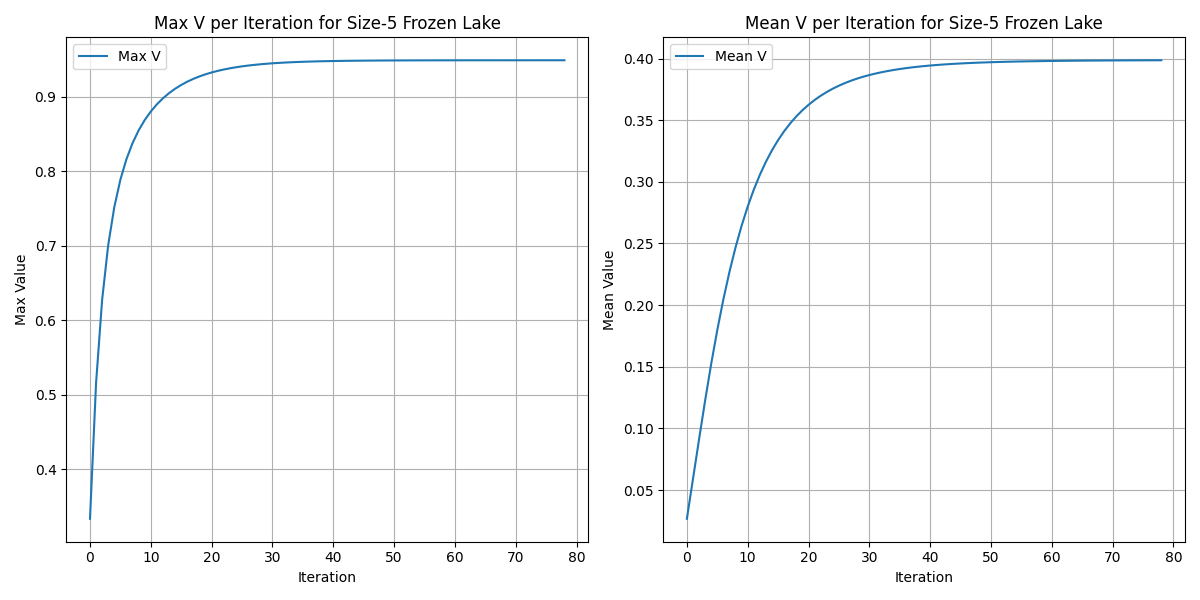 Max V per Iteration for Size-5 Frozen Lake
Max V
Max Value
0.9
0.8
0.7
0.6
0.5
0.4
0 10 20 30 40 50 60 70 80
Iteration
Mean V per Iteration for Size-5 Frozen Lake
Mean V
Mean Value
0.40
0.35
0.30
0.25
0.20
0.15
0.10
0.05
0 10 20 30 40 50 60 70 80
Iteration